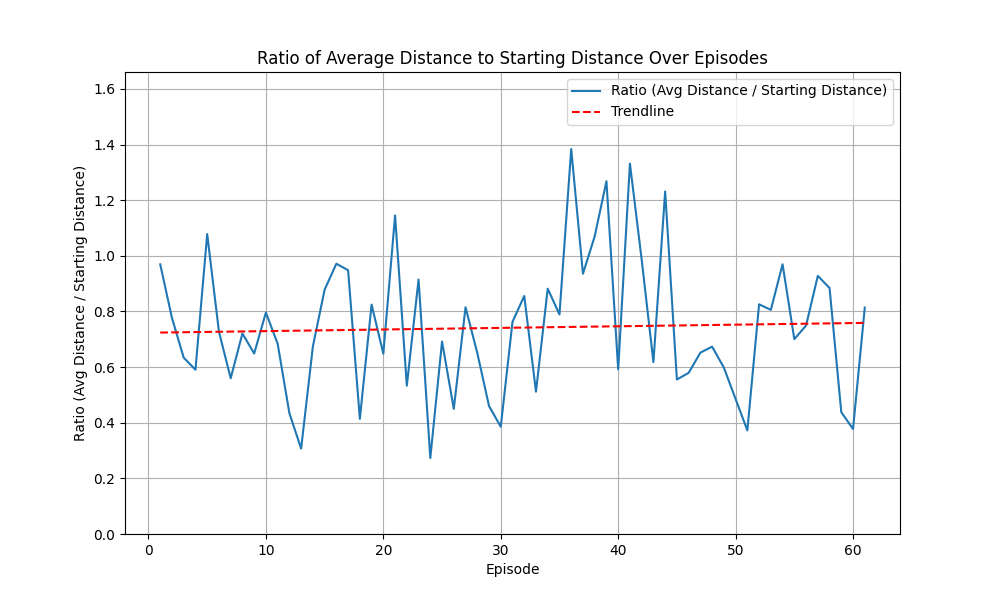 Ratio of Average Distance to Starting Distance Over Episodes
Ratio (Avg Distance / Starting Distance)
Trendline
Ratio (Avg Distance / Starting Distance)
1.6
1.4
1.2
1.0
0.8
0.6
0.4
0.2
0.0
0 10 20 30 40 50 60
Episode